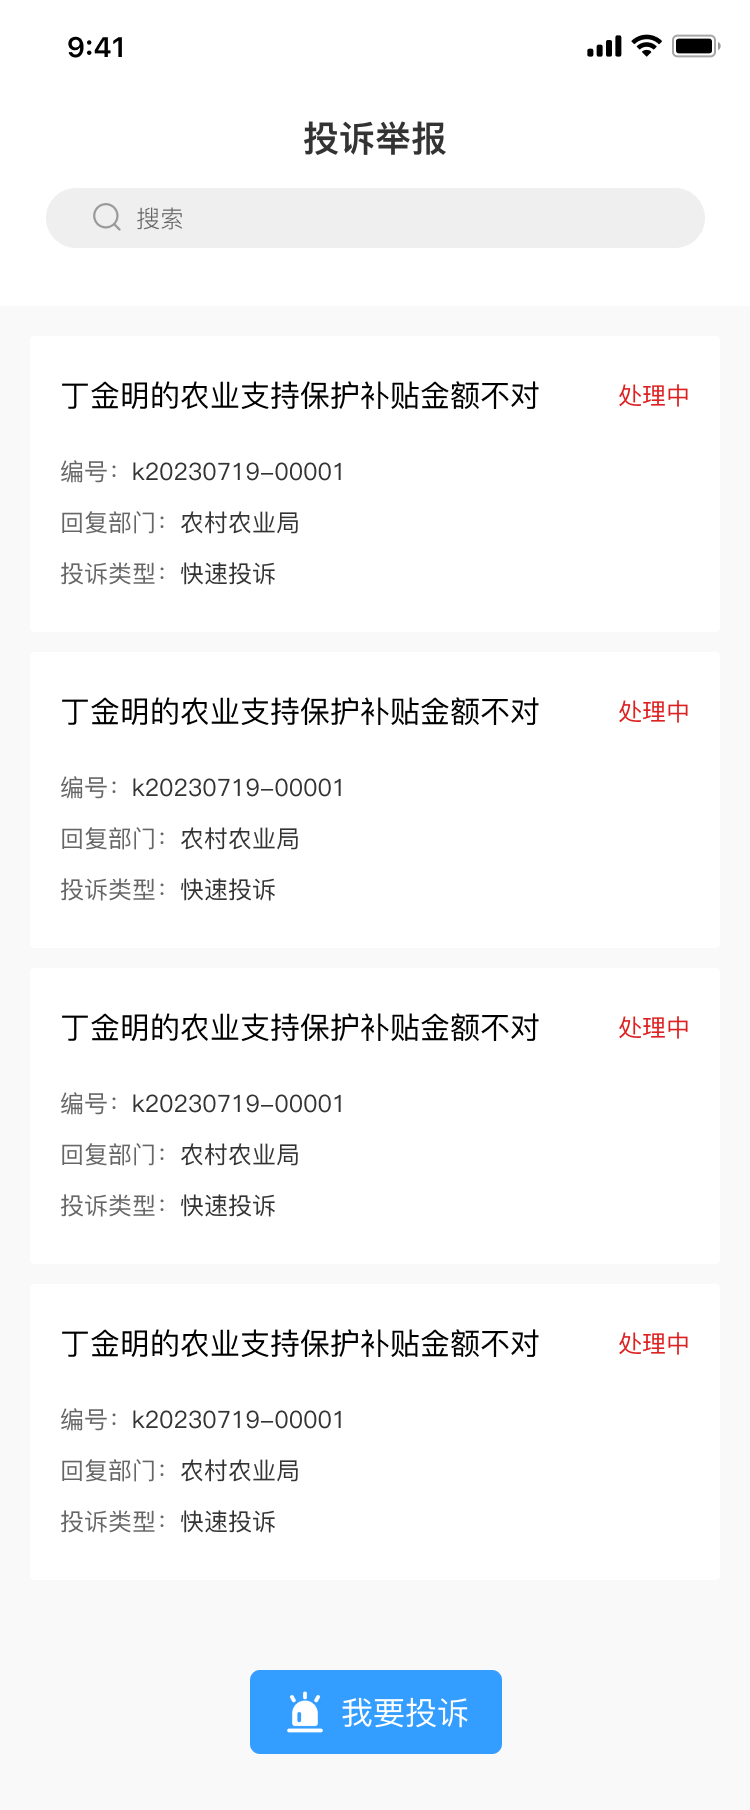 9:41
投诉举报
搜索
丁金明的农业支持保护补贴金额不对 处理中
编号：k20230719-00001
回复部门：农村农业局
投诉类型：快速投诉
丁金明的农业支持保护补贴金额不对 处理中
编号：k20230719-00001
回复部门：农村农业局
投诉类型：快速投诉
丁金明的农业支持保护补贴金额不对 处理中
编号：k20230719-00001
回复部门：农村农业局
投诉类型：快速投诉
丁金明的农业支持保护补贴金额不对 处理中
编号：k20230719-00001
回复部门：农村农业局
投诉类型：快速投诉
我要投诉